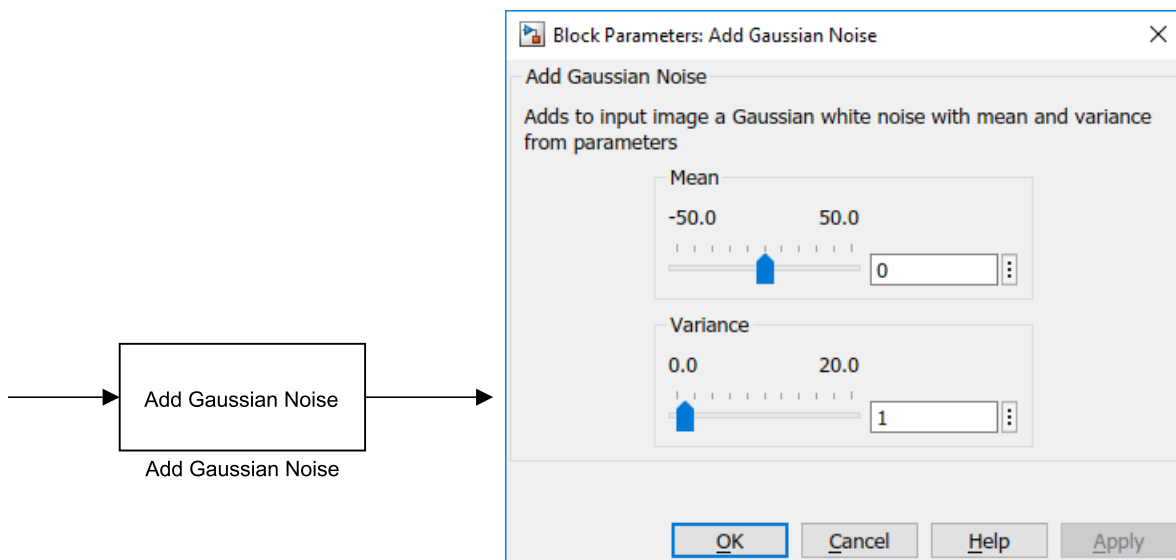 Add Gaussian Noise
Add Gaussian Noise
Block Parameters: Add Gaussian Noise
Add Gaussian Noise
Adds to input image a Gaussian white noise with mean and variance
from parameters
Mean
-50.0 50.0
0
Variance
0.0 20.0
1
OK Cancel Help Apply